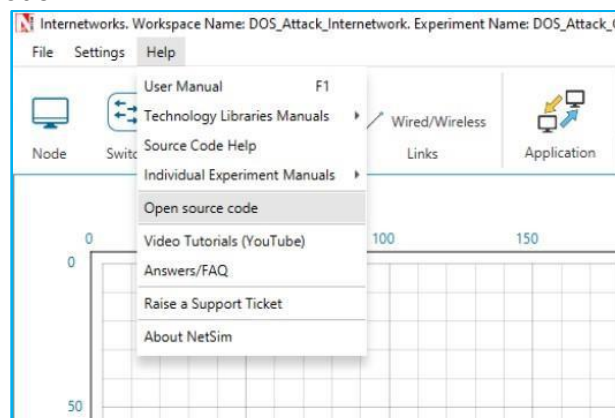 Internetworks. Workspace Name: DOS_Attack_Internetwork. Experiment Name: DOS_Attack_
File Settings Help
User Manual F1
Technology Libraries Manuals
Source Code Help
Individual Experiment Manuals
Open source code
Video Tutorials (YouTube)
Answers/FAQ
Raise a Support Ticket
About NetSim
Node
Wired/Wireless
Links
Application
0 100 150
0
50